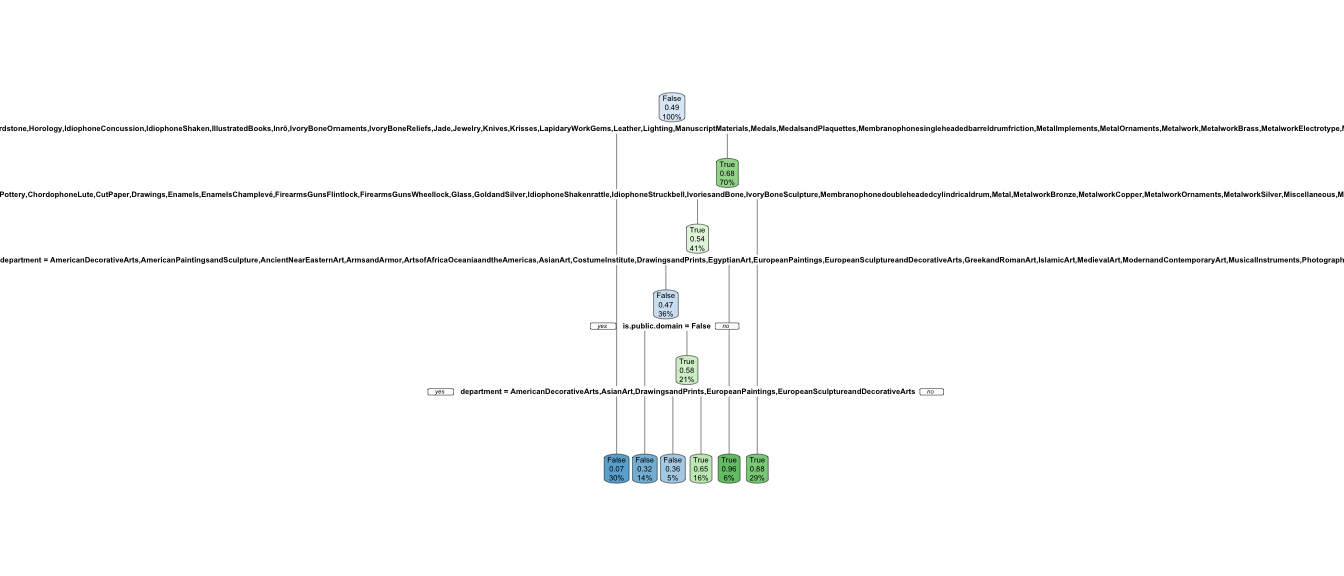 False
0.49
100%
rdstone,Horology,IdiophoneConcussion,IdiophoneShaken,IllustratedBooks,Inrō,IvoryBoneOrnaments,IvoryBoneReliefs,Jade,Jewelry,Knives,Krisses,LapidaryWorkGems,Leather,Lighting,ManuscriptMaterials,Medals,MedalsandPlaquettes,Membranophonesingleheadedbarreldrumfriction,MetalImplements,MetalOrnaments,Metalwork,MetalworkBrass,MetalworkElectrotype,
True
0.68
70%
Pottery,ChordophoneLute,CutPaper,Drawings,Enamels,EnamelsChamplevé,FirearmsGunsFlintlock,FirearmsGunsWheellock,Glass,GoldandSilver,IdiophoneShakenrattle,IdiophoneStruckbell,IvoriesandBone,IvoryBoneSculpture,Membranophonedoubleheadedcylindricaldrum,Metal,MetalworkBronze,MetalworkCopper,MetalworkOrnaments,MetalworkSilver,Miscellaneous,M
True
0.54
41%
department = AmericanDecorativeArts,AmericanPaintingsandSculpture,AncientNearEasternArt,ArmsandArmor,ArtsofAfricaOceaniaandtheAmericas,AsianArt,CostumeInstitute,DrawingsandPrints,EgyptianArt,EuropeanPaintings,EuropeanSculptureandDecorativeArts,GreekandRomanArt,IslamicArt,MedievalArt,ModernandContemporaryArt,MusicalInstruments,Photograph
False
0.47
36%
yes is.public.domain = False no
True
0.58
21%
yes department = AmericanDecorativeArts,AsianArt,DrawingsandPrints,EuropeanPaintings,EuropeanSculptureandDecorativeArts no
False False False True True True
0.07 0.32 0.36 0.65 0.96 0.88
30% 14% 5% 16% 6% 29%